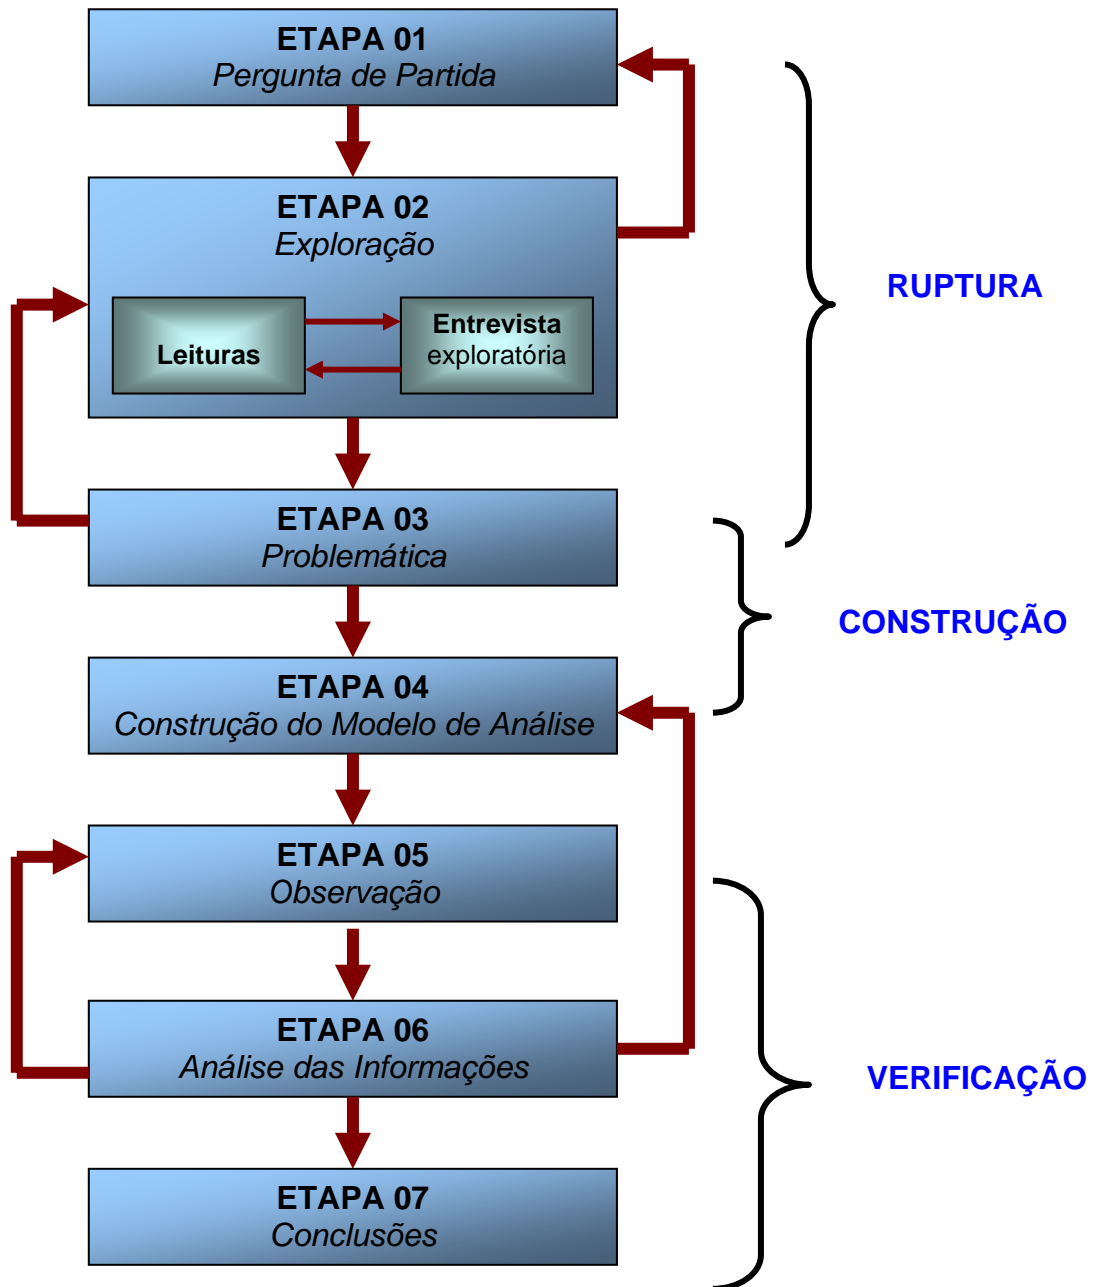 ETAPA 01
Pergunta de Partida
ETAPA 02
Exploração
Leituras
Entrevista
exploratória
RUPTURA
ETAPA 03
Problemática
CONSTRUÇÃO
ETAPA 04
Construção do Modelo de Análise
ETAPA 05
Observação
ETAPA 06
Análise das Informações
VERIFICAÇÃO
ETAPA 07
Conclusões